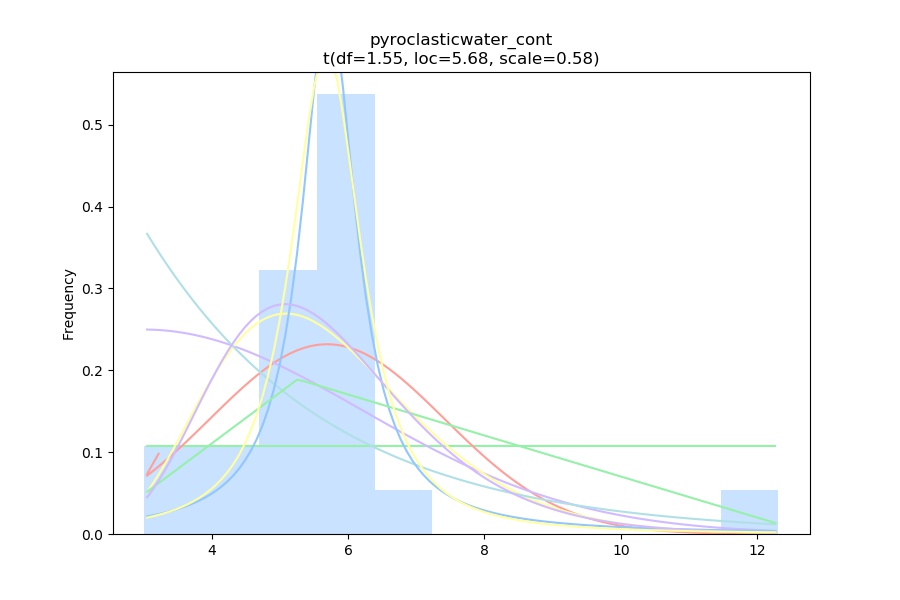 pyroclasticwater_cont
t(df=1.55, loc=5.68, scale=0.58)
Frequency
0.5
0.4
0.3
0.2
0.1
0.0
4 6 8 10 12